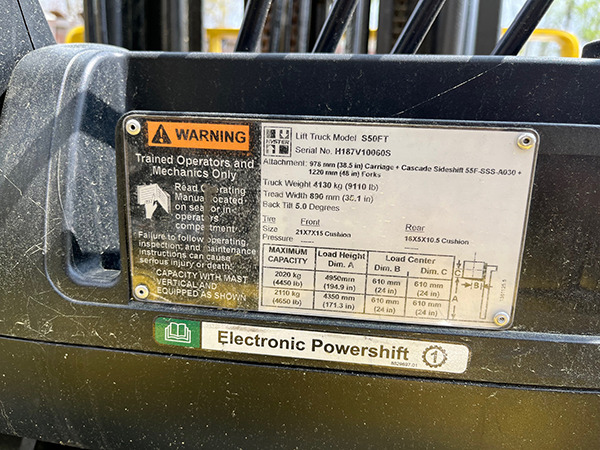 WARNING
Trained Operators and
Mechanics Only
Read Operating
Manual located
on seat or in
operator's
compartment
Failure to follow operating,
inspection, and maintenance
instructions can cause
serious injury or death!
CAPACITY WITH MAST
VERTICAL AND
EQUIPPED AS SHOWN
HYSTER
Lift Truck Model S50FT
Serial No. H187V10060S
Attachment: 978 mm (38.5 in) Carriage + Cascade Sideshift 55F-SSS-A030 +
1220 mm (48 in) Forks
Truck Weight 4130 kg (9110 lb)
Tread Width 890 mm (35.1 in)
Back Tilt 5.0 Degrees
Tire Front Rear
Size 21X7X15 Cushion 16X5X10.5 Cushion
Pressure
MAXIMUM CAPACITY Load Height Dim. A Load Center Dim. B Dim. C
2020 kg (4450 lb) 4950mm (194.9 in) 610 mm (24 in) 610 mm (24 in)
2110 kg (4650 lb) 4350 mm (171.3 in) 610 mm (24 in) 610 mm (24 in)
C
B
A
Electronic Powershift 1